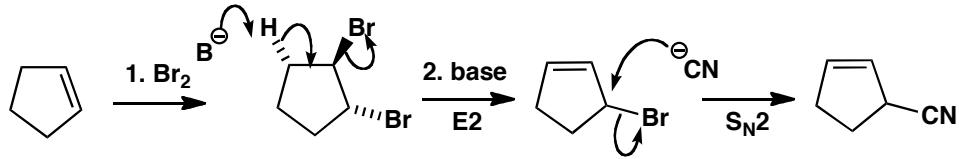 1. Br2
B⊖
H
Br
Br
2. base
E2
⊖CN
Br
SN2
CN